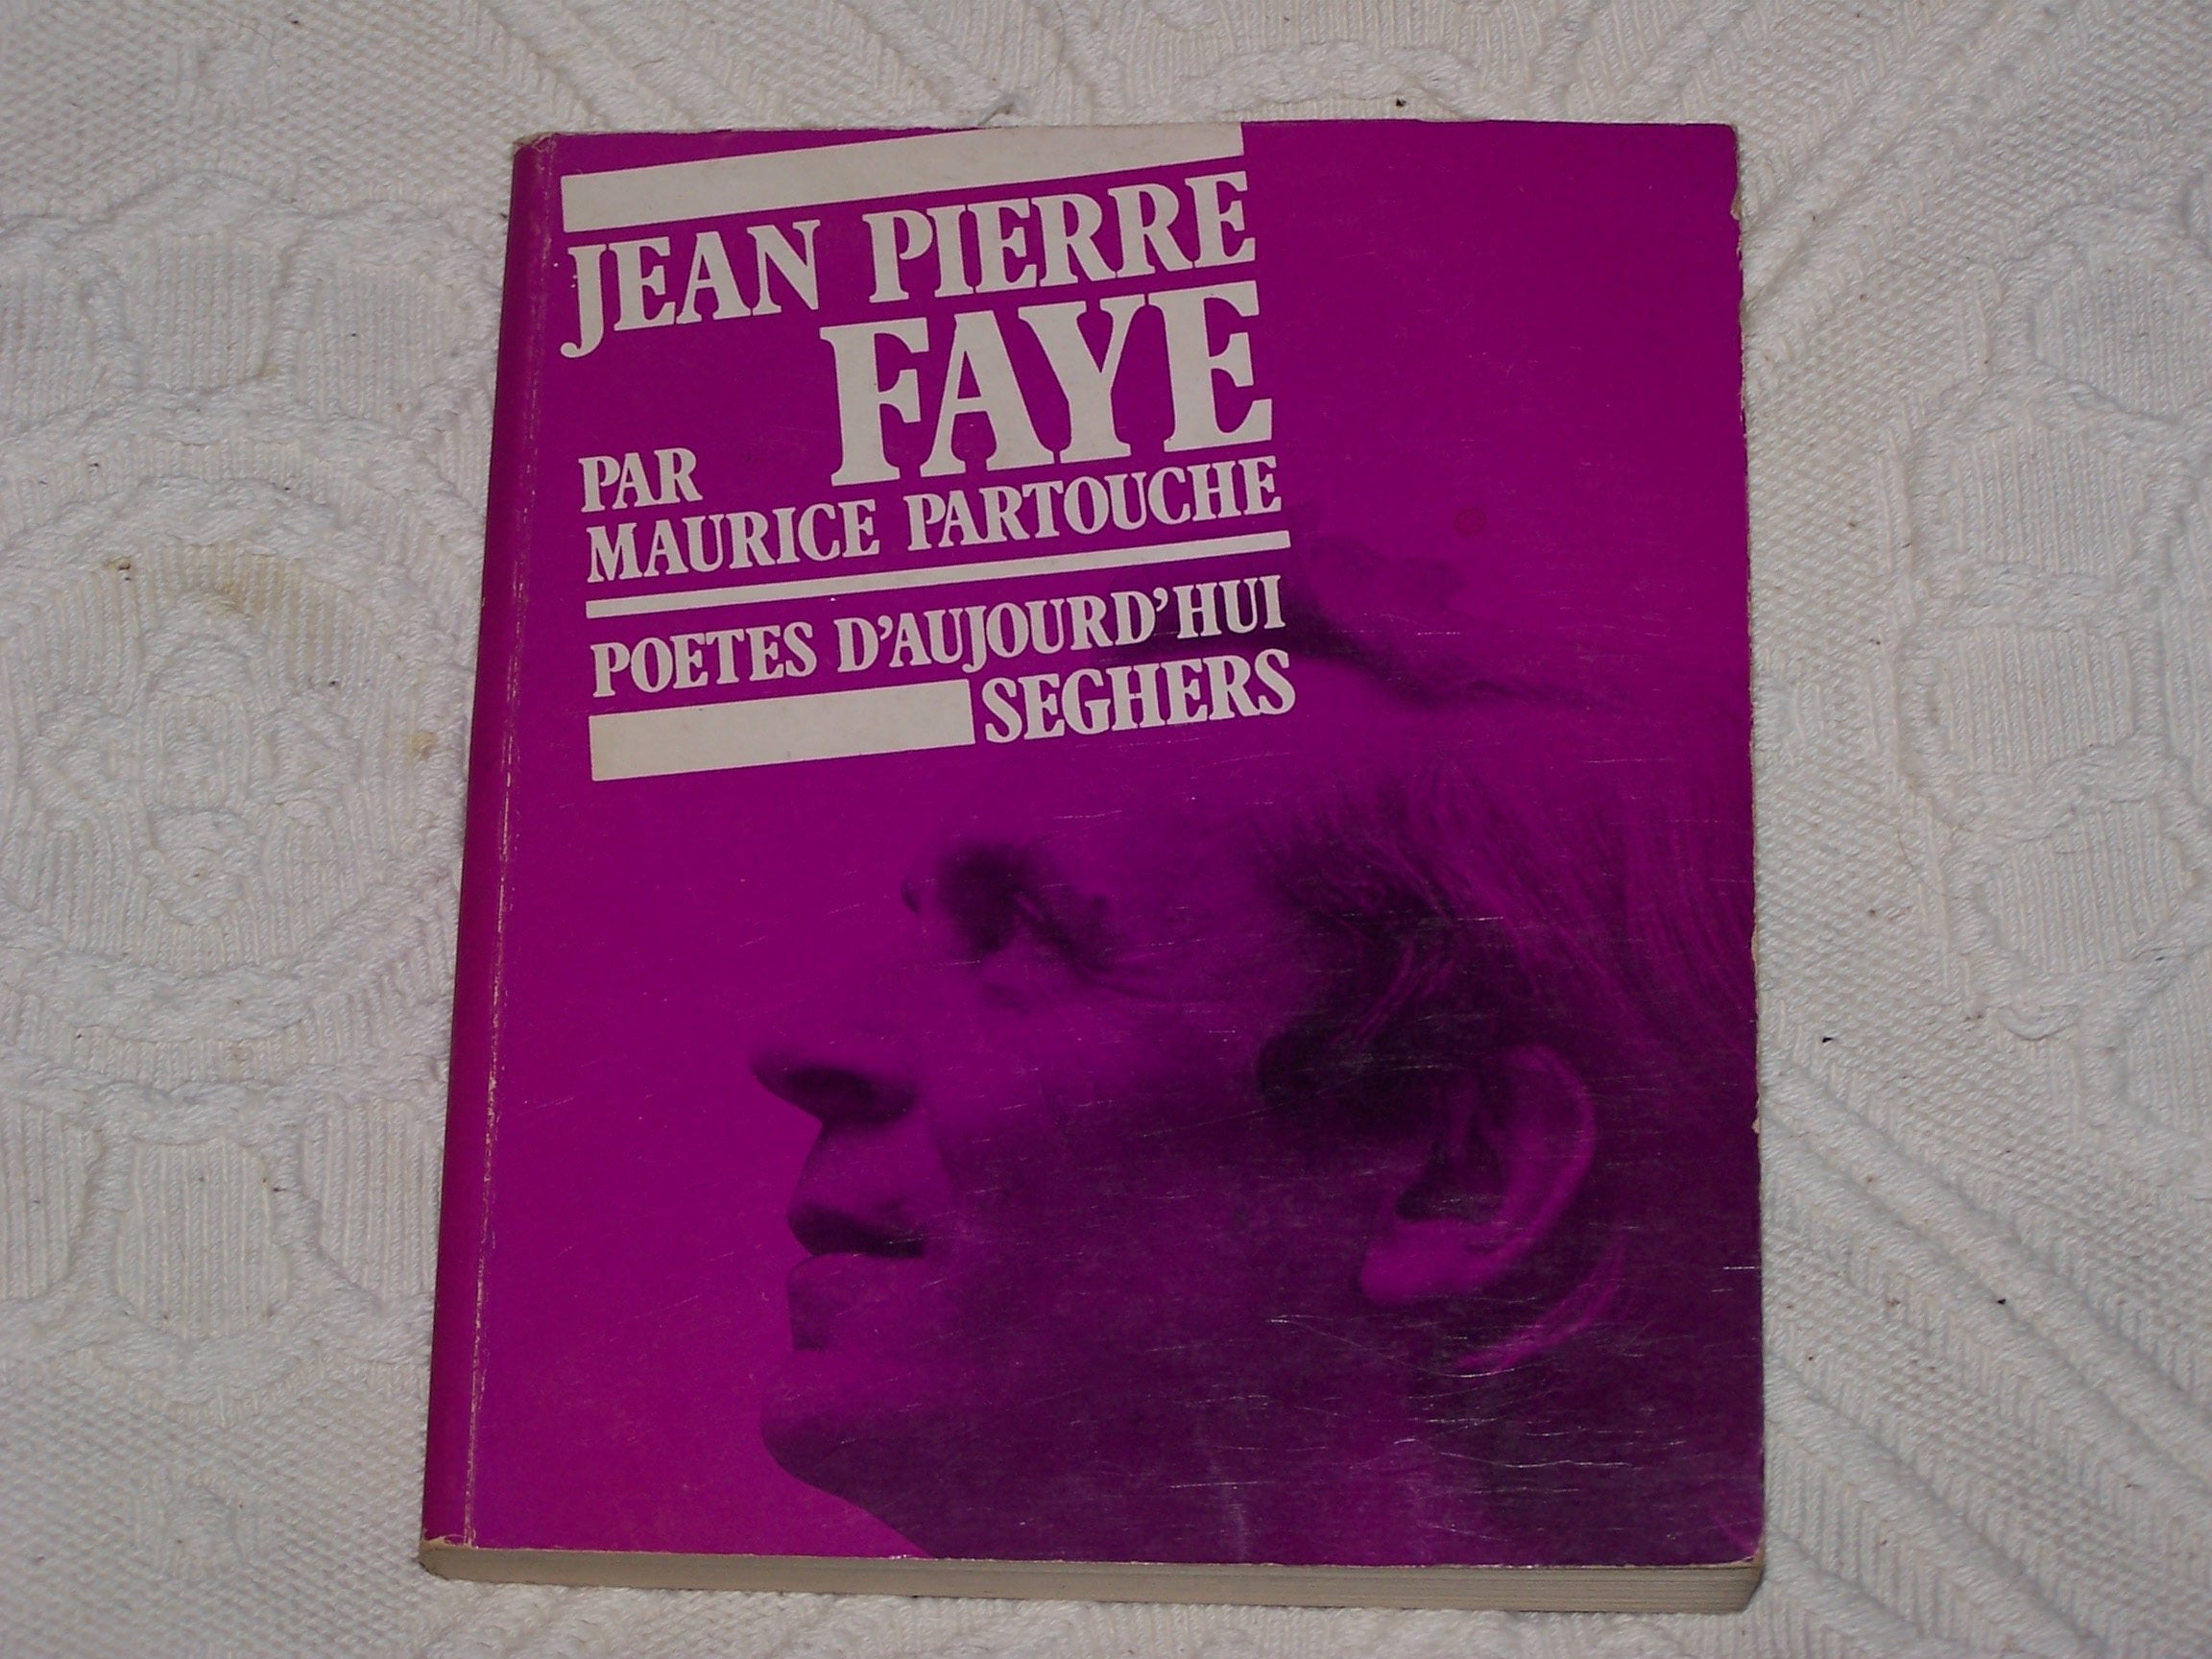 JEAN PIERRE
FAYE
PAR
MAURICE PARTOUCHE
POETES D'AUJOURD'HUI
SEGHERS